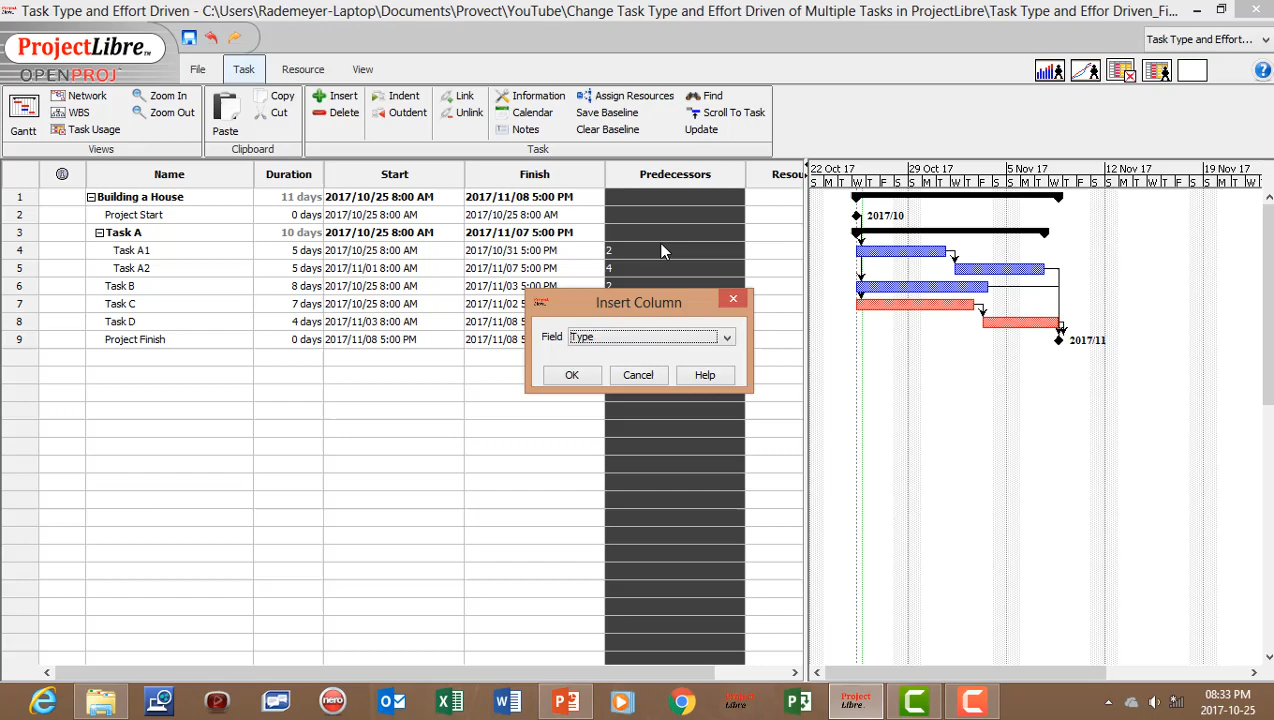 Task Type and Effort Driven - C:\Users\Rademeyer-Laptop\Documents\Provect\YouTube\Change Task Type and Effort Driven of Multiple Tasks in ProjectLibre\Task Type and Effor Driven_Fi...
ProjectLibre™
OPENPROJ
File Task Resource View
Task Type and Effort...
Gantt
Network
WBS
Task Usage
Zoom In
Zoom Out
Views
Paste
Copy
Cut
Clipboard
Insert
Delete
Indent
Outdent
Link
Unlink
Information
Calendar
Notes
Assign Resources
Save Baseline
Clear Baseline
Find
Scroll To Task
Update
Task
Name Duration Start Finish Predecessors Resou
1 Building a House 11 days 2017/10/25 8:00 AM 2017/11/08 5:00 PM
2 Project Start 0 days 2017/10/25 8:00 AM 2017/10/25 8:00 AM
3 Task A 10 days 2017/10/25 8:00 AM 2017/11/07 5:00 PM
4 Task A1 5 days 2017/10/25 8:00 AM 2017/10/31 5:00 PM 2
5 Task A2 5 days 2017/11/01 8:00 AM 2017/11/07 5:00 PM 4
6 Task B 8 days 2017/10/25 8:00 AM 2017/11/03 5:00 PM 2
7 Task C 7 days 2017/10/25 8:00 AM 2017/11/02 5
8 Task D 4 days 2017/11/03 8:00 AM 2017/11/08 5
9 Project Finish 0 days 2017/11/08 5:00 PM 2017/11/08 5
Insert Column
Field Type
OK Cancel Help
22 Oct 17 29 Oct 17 5 Nov 17 12 Nov 17 19 Nov 17
S M T W T F S S M T W T F S S M T W T F S S M T W T F S S M T W T
2017/10
2017/11
Project Libre
Project Libre
08:33 PM
2017-10-25